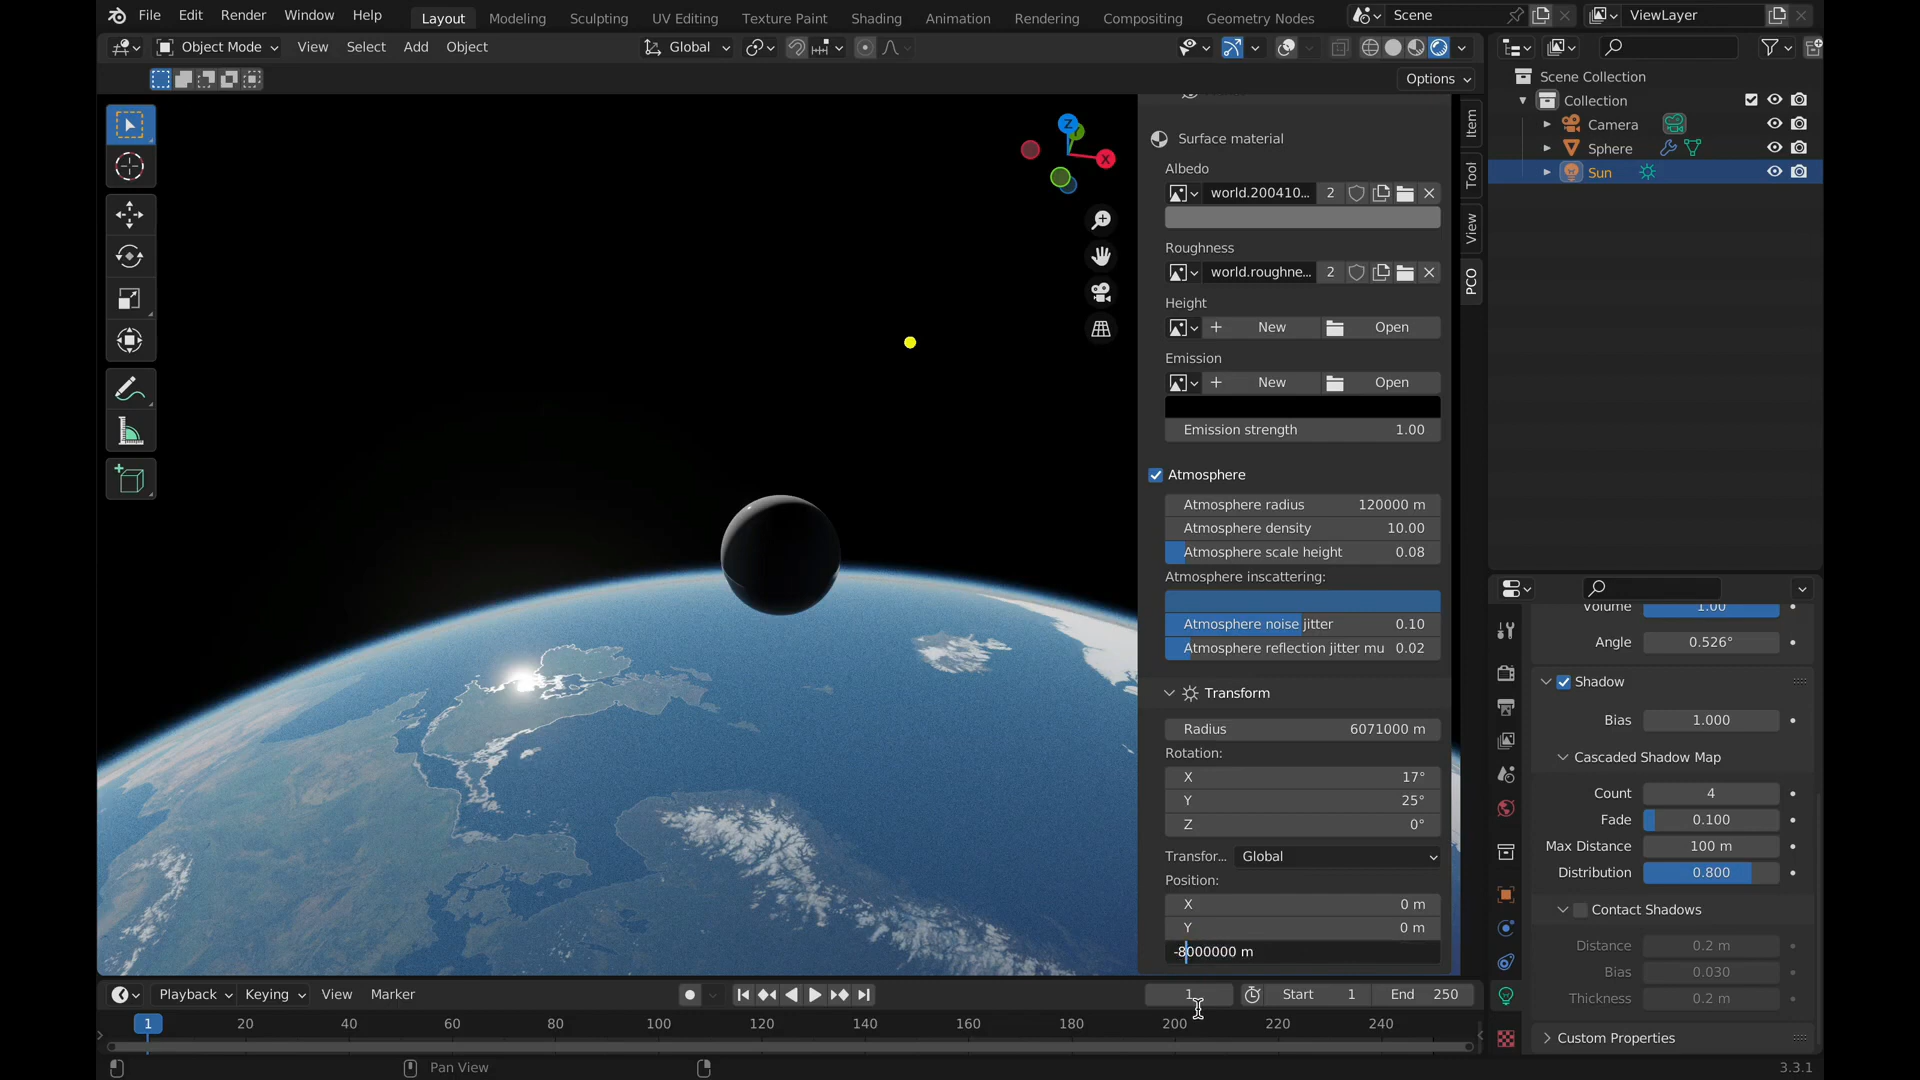 File Edit Render Window Help
Layout Modeling Sculpting UV Editing Texture Paint Shading Animation Rendering Compositing Geometry Nodes
Scene ViewLayer
Object Mode View Select Add Object
Global
Options
Scene Collection
Collection
Camera
Sphere
Sun
Z
X
Item
Tool
View
PCO
Surface material
Albedo
world.200410... 2
Roughness
world.roughne... 2
Height
New Open
Emission
New Open
Emission strength 1.00
Atmosphere
Atmosphere radius 120000 m
Atmosphere density 10.00
Atmosphere scale height 0.08
Atmosphere inscattering:
Atmosphere noise jitter 0.10
Atmosphere reflection jitter mu 0.02
Transform
Radius 6071000 m
Rotation:
X 17°
Y 25°
Z 0°
Transfor... Global
Position:
X 0 m
Y 0 m
-8000000 m
Volume 1.00
Angle 0.526°
Shadow
Bias 1.000
Cascaded Shadow Map
Count 4
Fade 0.100
Max Distance 100 m
Distribution 0.800
Contact Shadows
Distance 0.2 m
Bias 0.030
Thickness 0.2 m
Custom Properties
Playback Keying View Marker
1 Start 1 End 250
1 20 40 60 80 100 120 140 160 180 200 220 240
Pan View
3.3.1